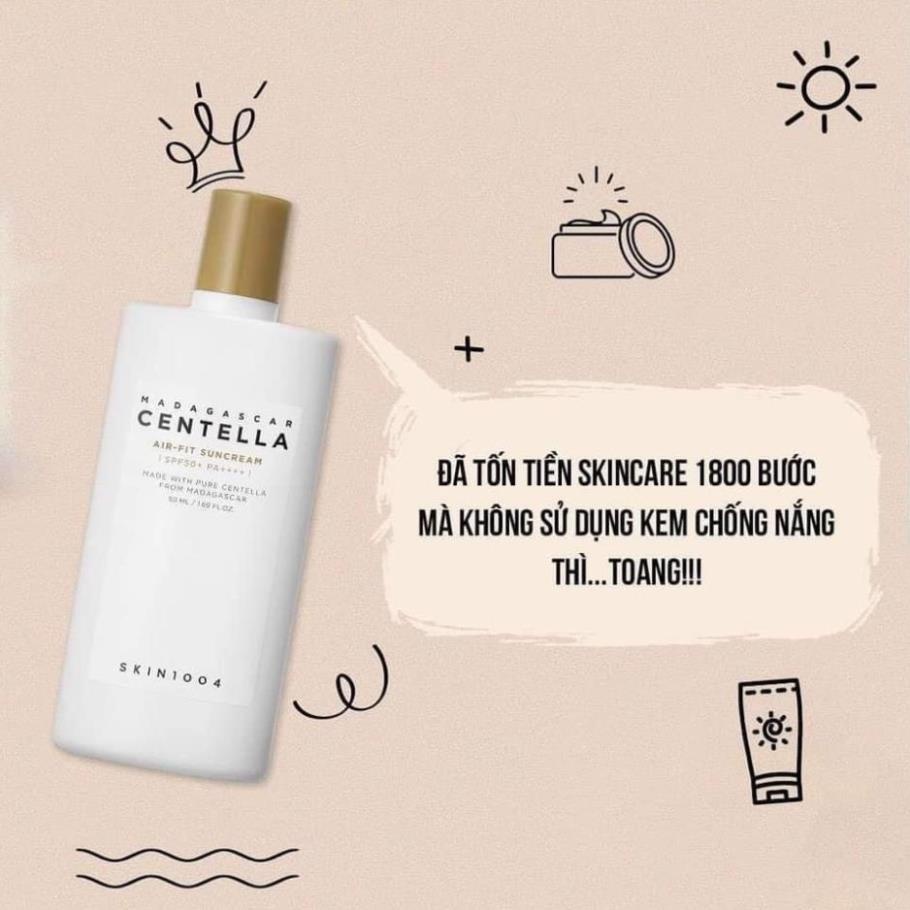 MADAGASCAR
CENTELLA
AIR-FIT SUNCREAM
| SPF50+ PA++++ |
MADE WITH PURE CENTELLA
FROM MADAGASCAR
50 ML / 1.69 FL.OZ.
SKIN1004
ĐÃ TỐN TIỀN SKINCARE 1800 BƯỚC
MÀ KHÔNG SỬ DỤNG KEM CHỐNG NẮNG
THÌ...TOANG!!!